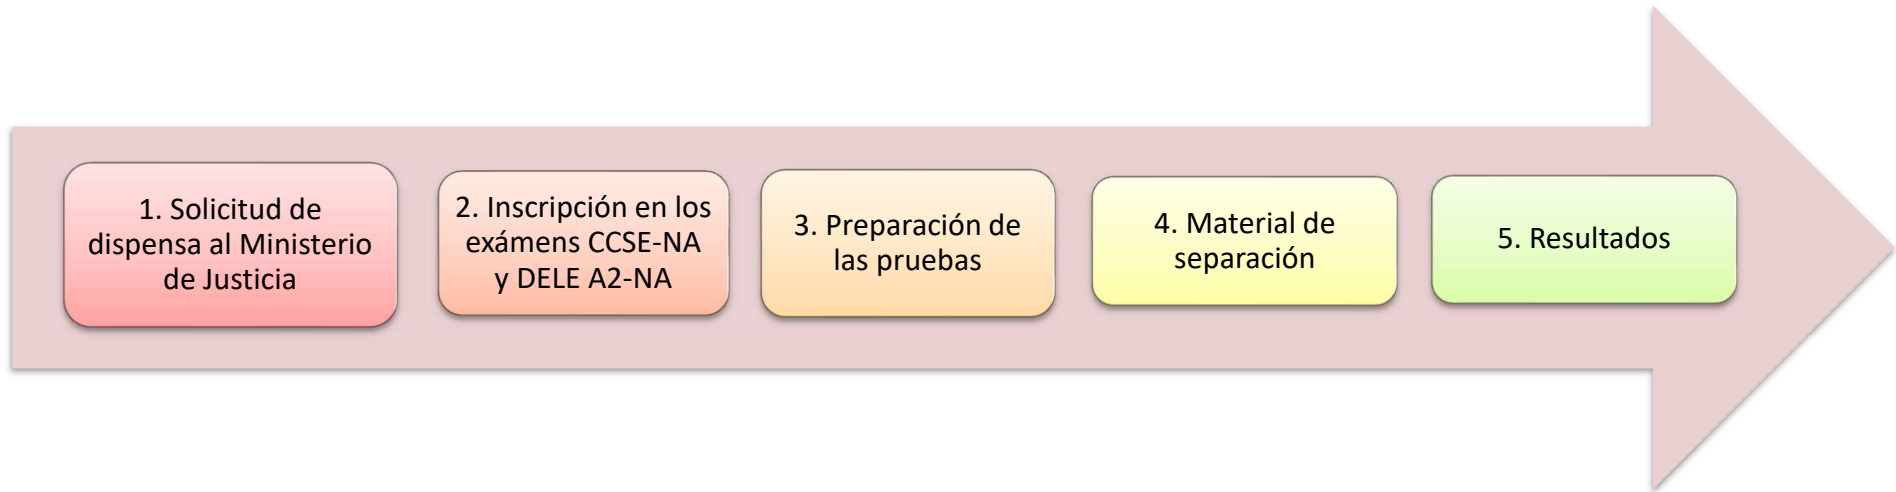 1. Solicitud de
dispensa al Ministerio
de Justicia
2. Inscripción en los
exámens CCSE-NA
y DELE A2-NA
3. Preparación de
las pruebas
4. Material de
separación
5. Resultados